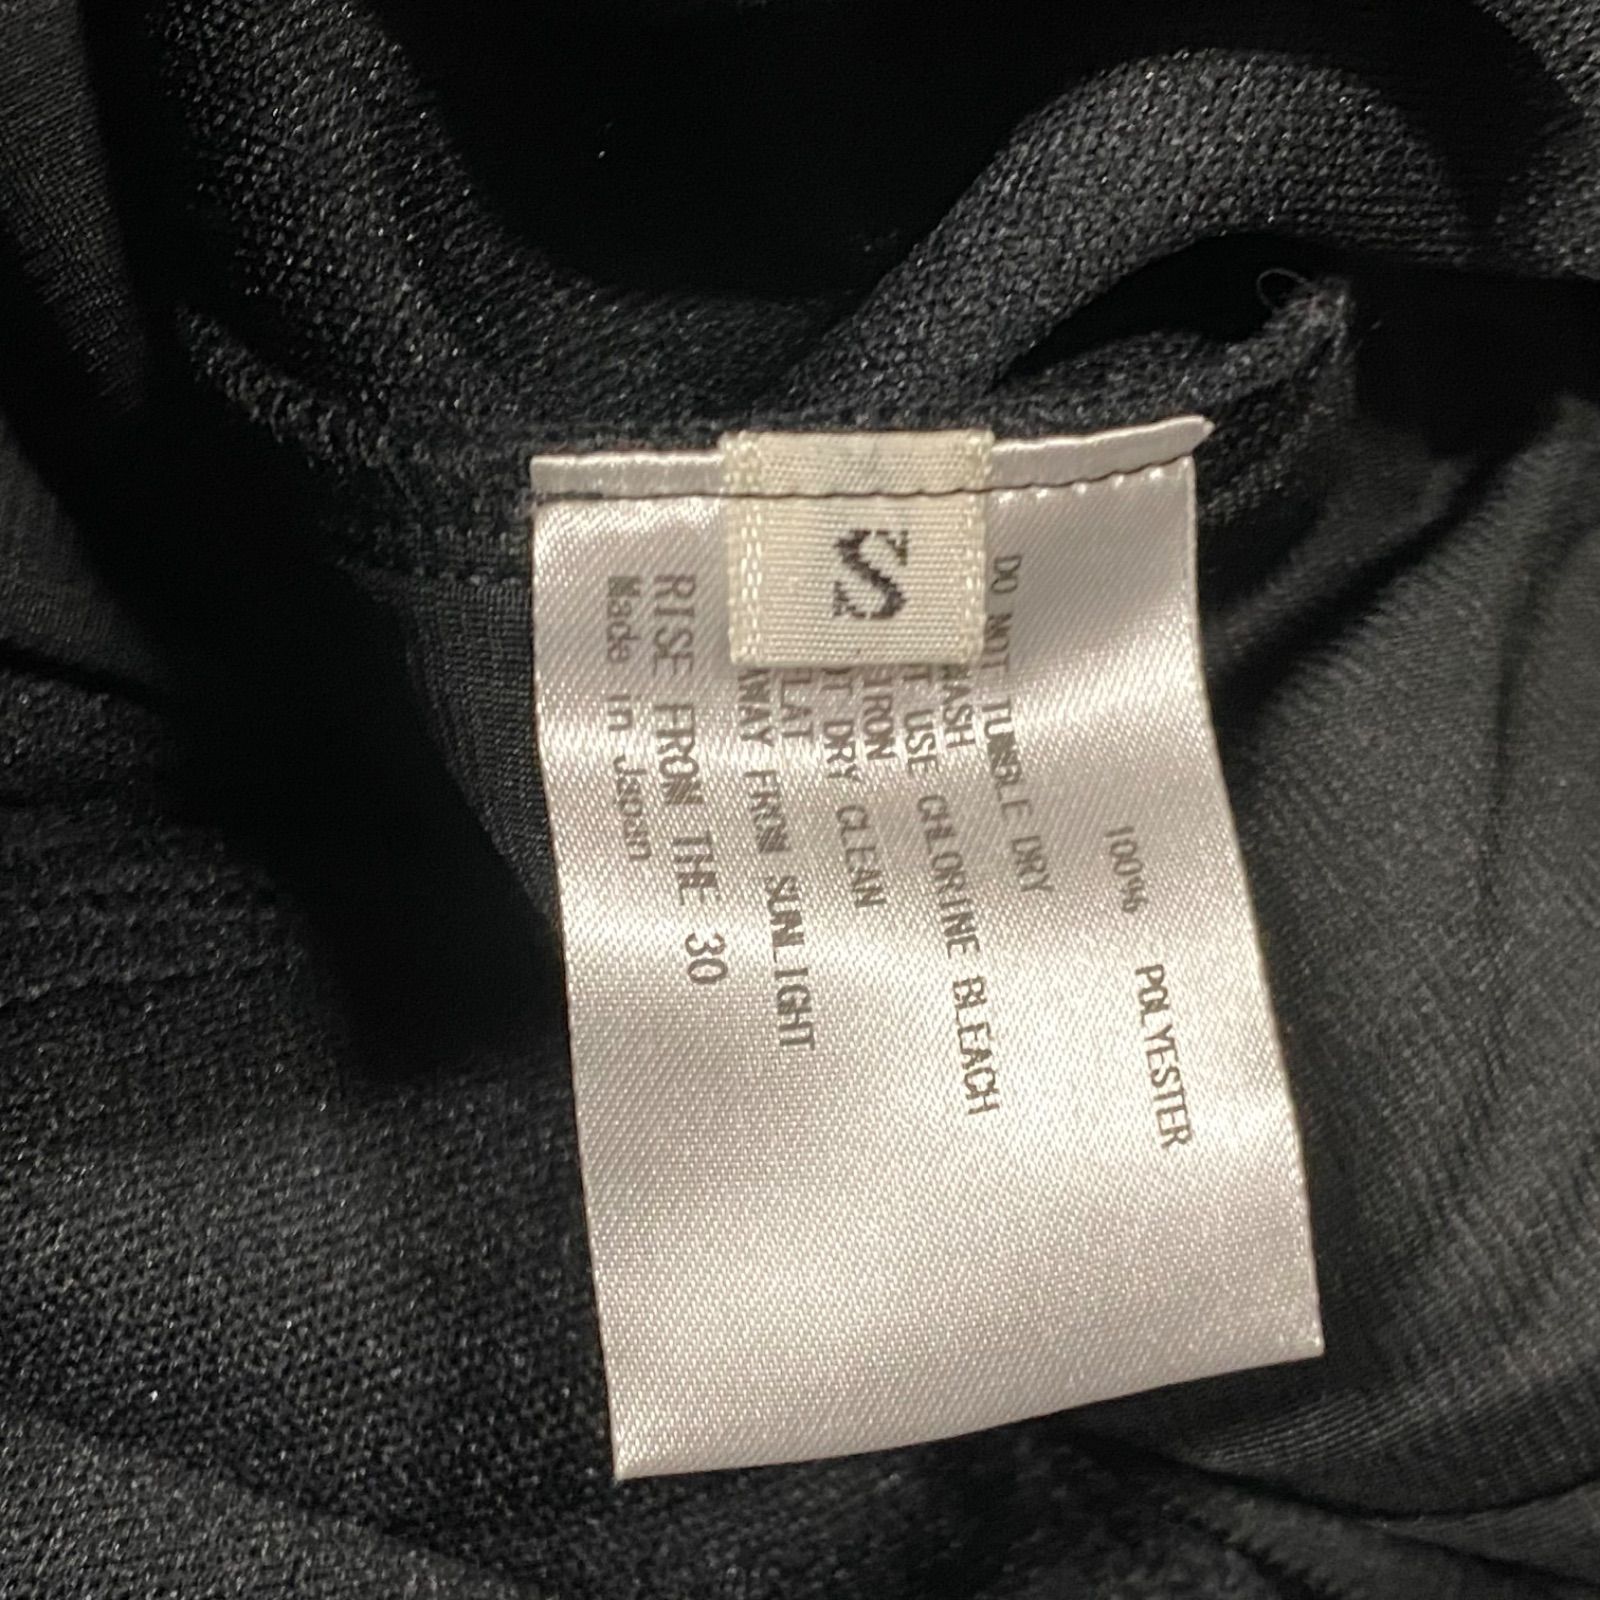 S
100% POLYESTER
DO NOT TUMBLE DRY
WASH
USE CHLORINE BLEACH
IRON
DRY CLEAN
FLAT
AWAY FROM SUNLIGHT
RISE FROM THE 30
Made in Japan